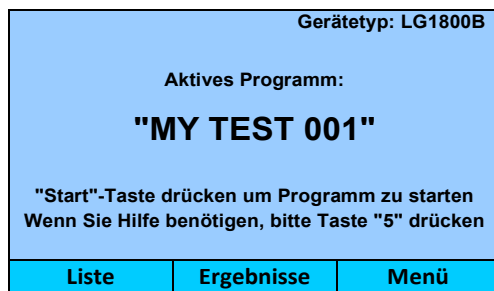 Gerätetyp: LG1800B
Aktives Programm:
"MY TEST 001"
"Start"-Taste drücken um Programm zu starten
Wenn Sie Hilfe benötigen, bitte Taste "5" drücken
Liste Ergebnisse Menü